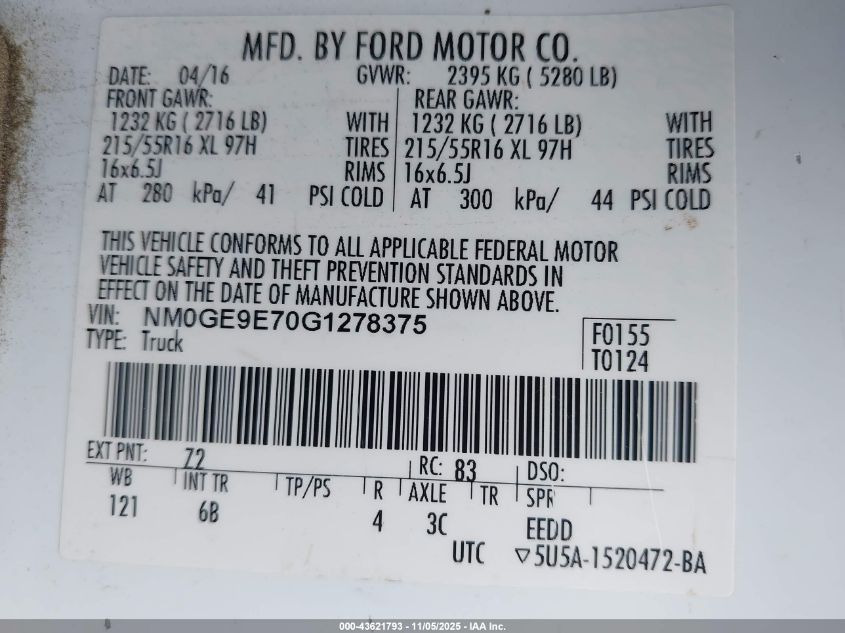 MFD. BY FORD MOTOR CO.
DATE: 04/16 GVWR: 2395 KG ( 5280 LB)
FRONT GAWR: REAR GAWR:
1232 KG ( 2716 LB) WITH 1232 KG ( 2716 LB) WITH
215/55R16 XL 97H TIRES 215/55R16 XL 97H TIRES
16x6.5J RIMS 16x6.5J RIMS
AT 280 kPa/ 41 PSI COLD AT 300 kPa/ 44 PSI COLD
THIS VEHICLE CONFORMS TO ALL APPLICABLE FEDERAL MOTOR
VEHICLE SAFETY AND THEFT PREVENTION STANDARDS IN
EFFECT ON THE DATE OF MANUFACTURE SHOWN ABOVE.
VIN: NM0GE9E70G1278375 F0155
TYPE: Truck T0124
EXT PNT: Z2 RC: 83 DSO:
WB INT TR TP/PS R AXLE TR SPR
121 6B 4 3C EEDD
UTC ▽5U5A-1520472-BA
000-43621793 - 11/05/2025 - IAA Inc.